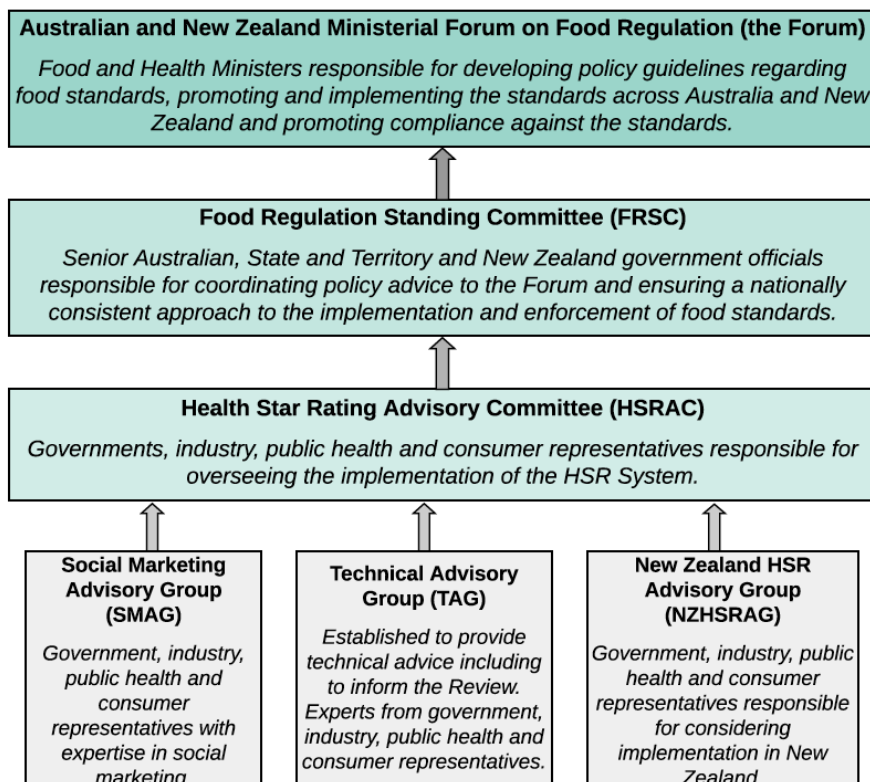 Australian and New Zealand Ministerial Forum on Food Regulation (the Forum)
Food and Health Ministers responsible for developing policy guidelines regarding
food standards, promoting and implementing the standards across Australia and New
Zealand and promoting compliance against the standards.
Food Regulation Standing Committee (FRSC)
Senior Australian, State and Territory and New Zealand government officials
responsible for coordinating policy advice to the Forum and ensuring a nationally
consistent approach to the implementation and enforcement of food standards.
Health Star Rating Advisory Committee (HSRAC)
Governments, industry, public health and consumer representatives responsible for
overseeing the implementation of the HSR System.
Social Marketing
Advisory Group
(SMAG)
Government, industry,
public health and
consumer
representatives with
expertise in social
marketing
Technical Advisory
Group (TAG)
Established to provide
technical advice including
to inform the Review.
Experts from government,
industry, public health and
consumer representatives.
New Zealand HSR
Advisory Group
(NZHSRAG)
Government, industry, public
health and consumer
representatives responsible
for considering
implementation in New
Zealand